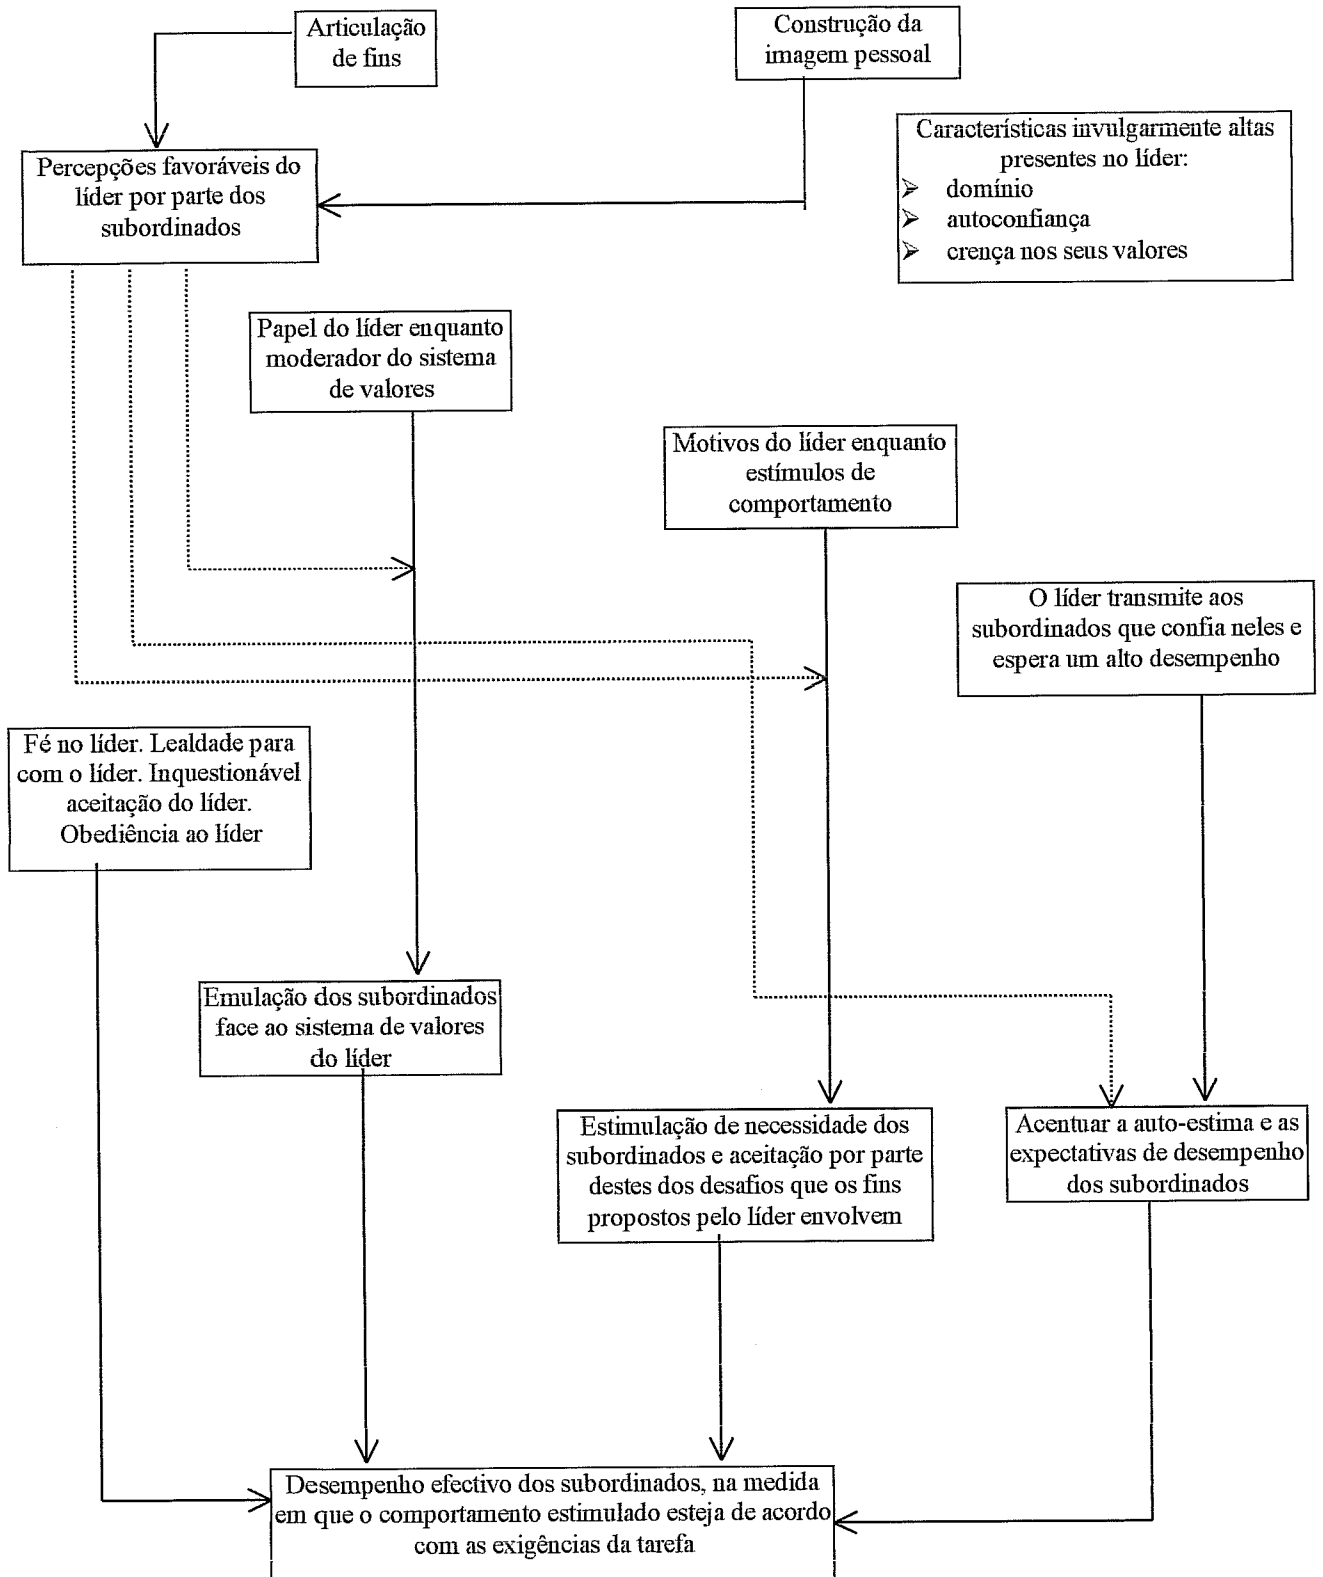 Articulação
de fins
Construção da
imagem pessoal
Características invulgarmente altas
presentes no líder:
➢ domínio
➢ autoconfiança
➢ crença nos seus valores
Percepções favoráveis do
líder por parte dos
subordinados
Papel do líder enquanto
moderador do sistema
de valores
Motivos do líder enquanto
estímulos de
comportamento
O líder transmite aos
subordinados que confia neles e
espera um alto desempenho
Fé no líder. Lealdade para
com o líder. Inquestionável
aceitação do líder.
Obediência ao líder
Emulação dos subordinados
face ao sistema de valores
do líder
Estimulação de necessidade dos
subordinados e aceitação por parte
destes dos desafios que os fins
propostos pelo líder envolvem
Acentuar a auto-estima e as
expectativas de desempenho
dos subordinados
Desempenho efectivo dos subordinados, na medida
em que o comportamento estimulado esteja de acordo
com as exigências da tarefa